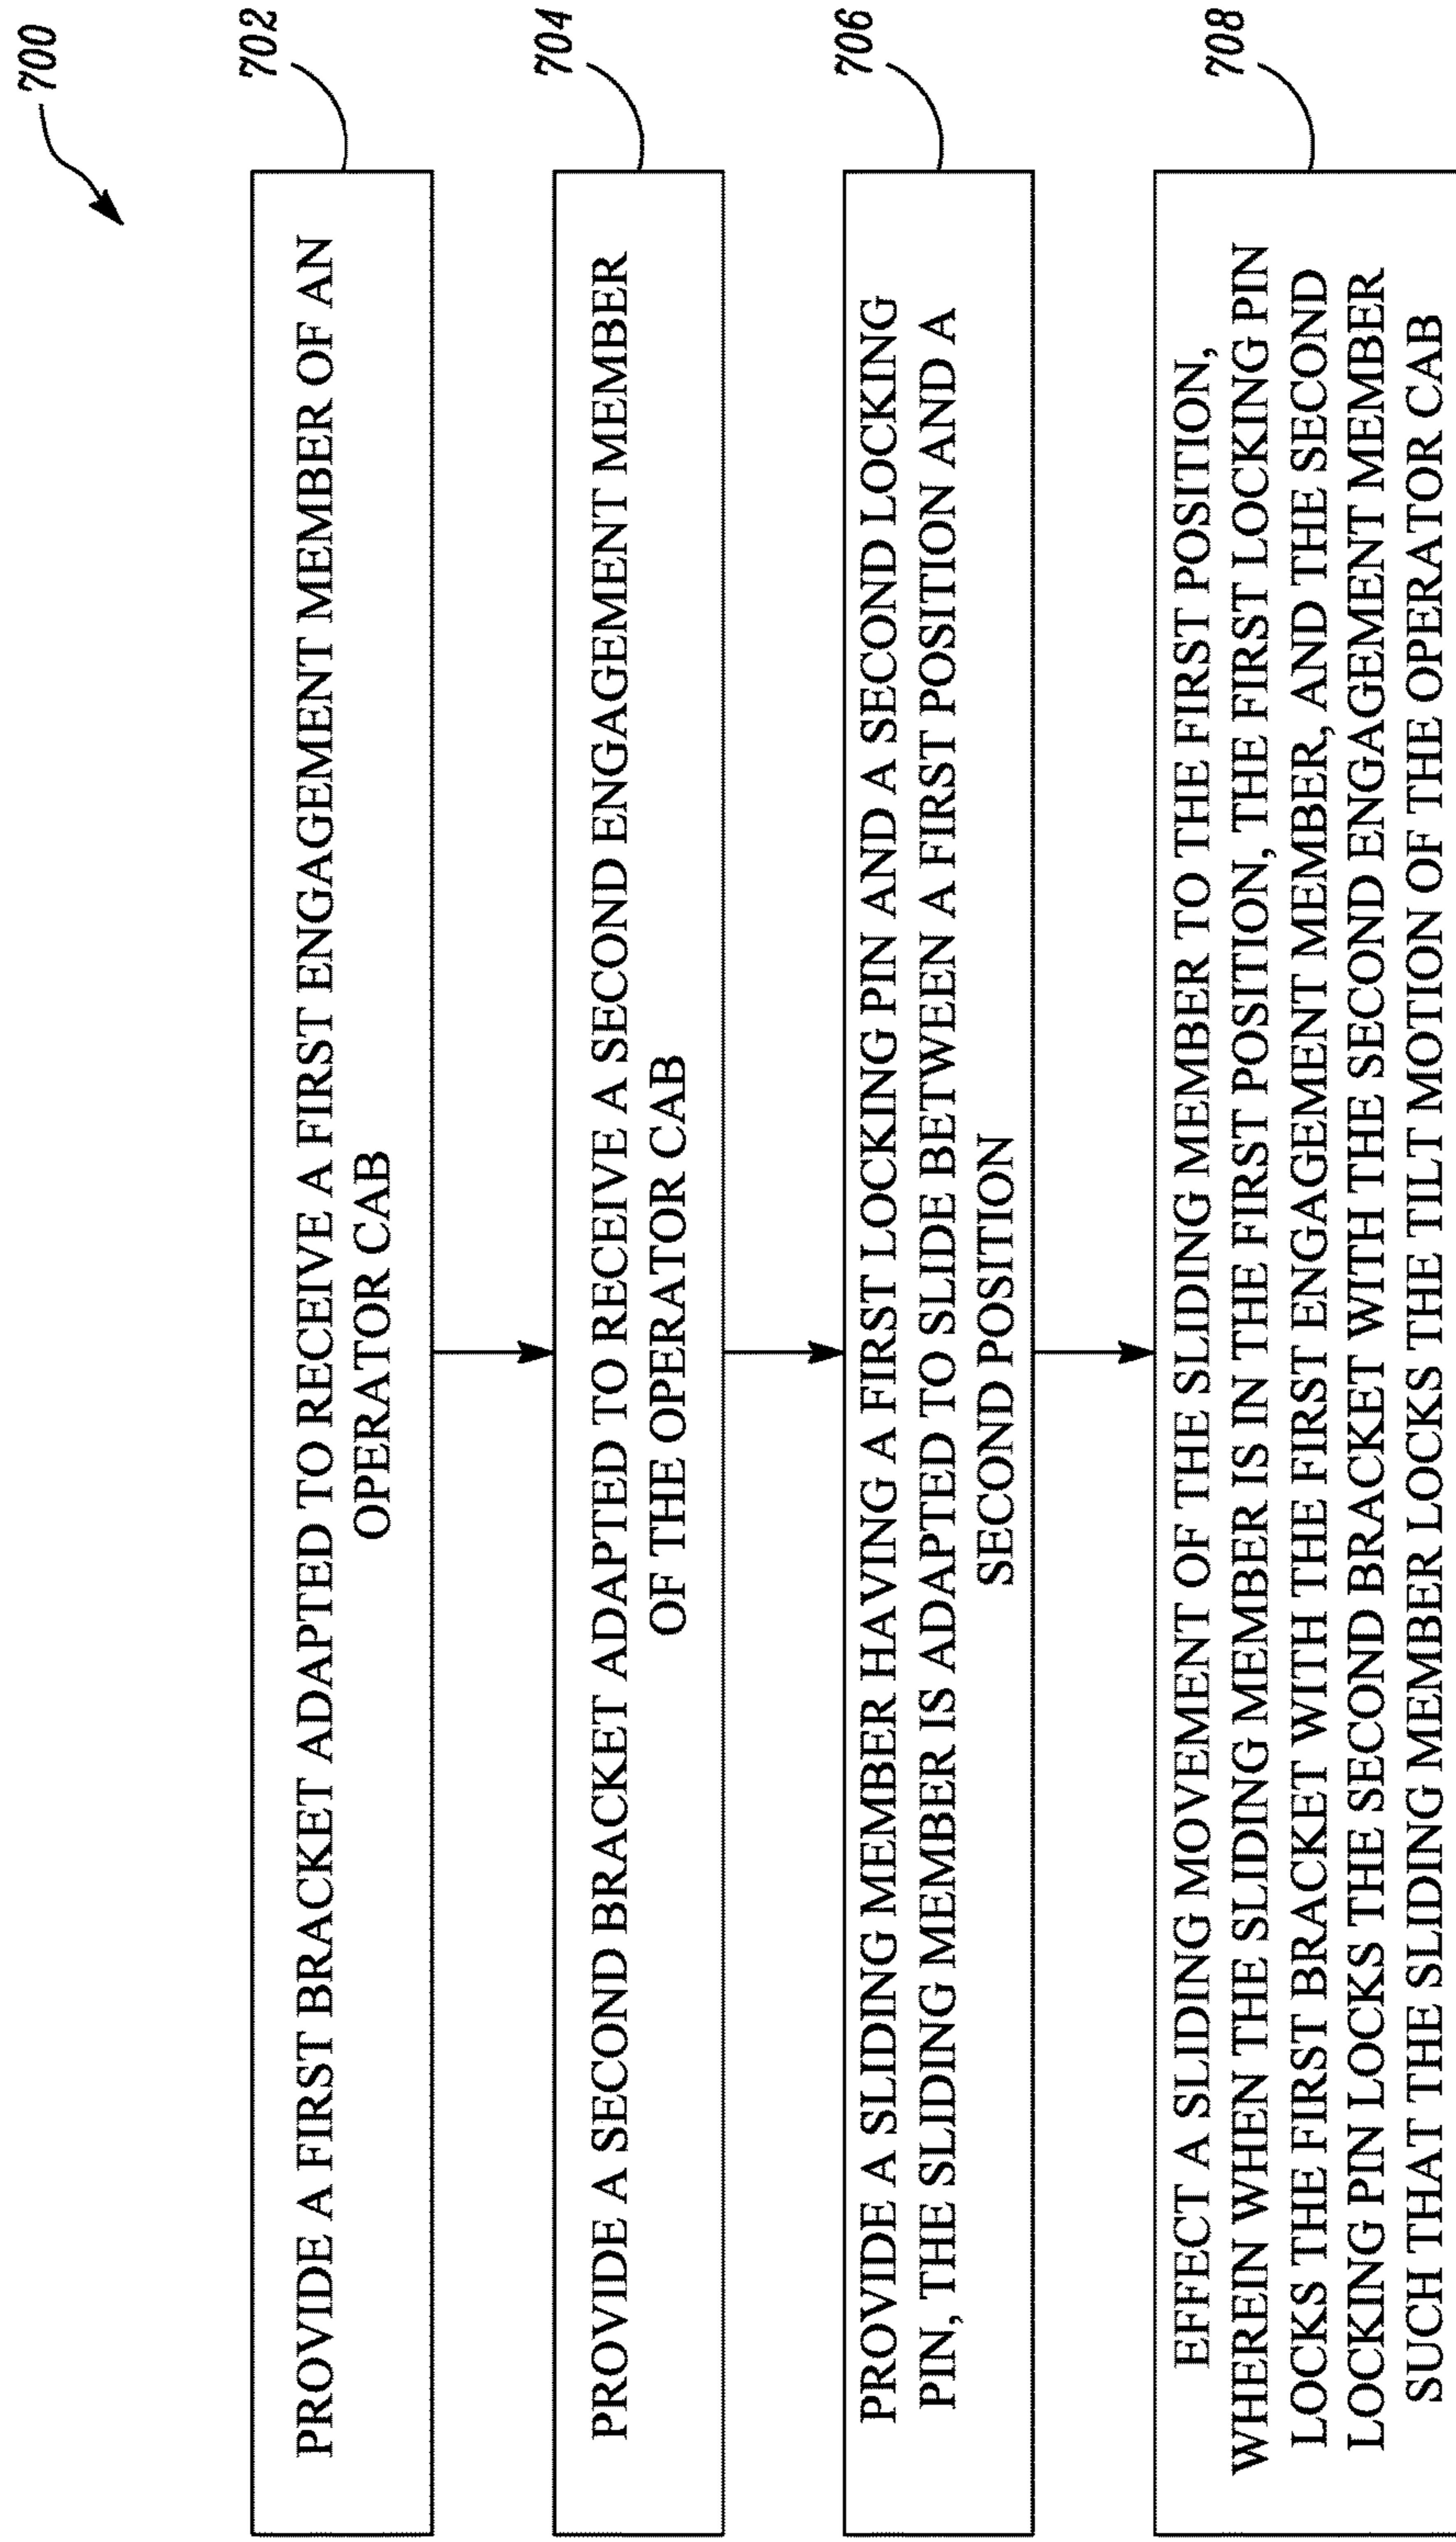 700
702
PROVIDE A FIRST BRACKET ADAPTED TO RECEIVE A FIRST ENGAGEMENT MEMBER OF AN
OPERATOR CAB
704
PROVIDE A SECOND BRACKET ADAPTED TO RECEIVE A SECOND ENGAGEMENT MEMBER
OF THE OPERATOR CAB
706
PROVIDE A SLIDING MEMBER HAVING A FIRST LOCKING PIN AND A SECOND LOCKING
PIN, THE SLIDING MEMBER IS ADAPTED TO SLIDE BETWEEN A FIRST POSITION AND A
SECOND POSITION
708
EFFECT A SLIDING MOVEMENT OF THE SLIDING MEMBER TO THE FIRST POSITION,
WHEREIN WHEN THE SLIDING MEMBER IS IN THE FIRST POSITION, THE FIRST LOCKING PIN
LOCKS THE FIRST BRACKET WITH THE FIRST ENGAGEMENT MEMBER, AND THE SECOND
LOCKING PIN LOCKS THE SECOND BRACKET WITH THE SECOND ENGAGEMENT MEMBER
SUCH THAT THE SLIDING MEMBER LOCKS THE TILT MOTION OF THE OPERATOR CAB